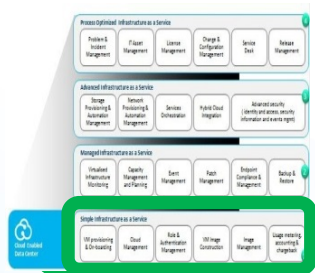 Process Optimized Infrastructure as a Service
Problem &
Incident
Management
IT Asset
Management
License
Management
Change &
Configuration
Management
Service
Desk
Release
Management
Advanced Infrastructure as a Service
Storage
Provisioning &
Automation
Management
Network
Provisioning &
Automation
Management
Services
Orchestration
Hybrid Cloud
Integration
Advanced security
( identity and access, security
information and events mgmt)
Managed Infrastructure as a Service
Virtualised
Infrastructure
Monitoring
Capacity
Management
and Planning
Event
Management
Patch
Management
Endpoint
Compliance &
Management
Backup &
Restore
Simple Infrastructure as a Service
VM provisioning
& On-boarding
Cloud
Management
Role &
Authentication
Management
VM Image
Construction
Image
Management
Usage metering,
accounting &
chargeback
Cloud Enabled
Data Center